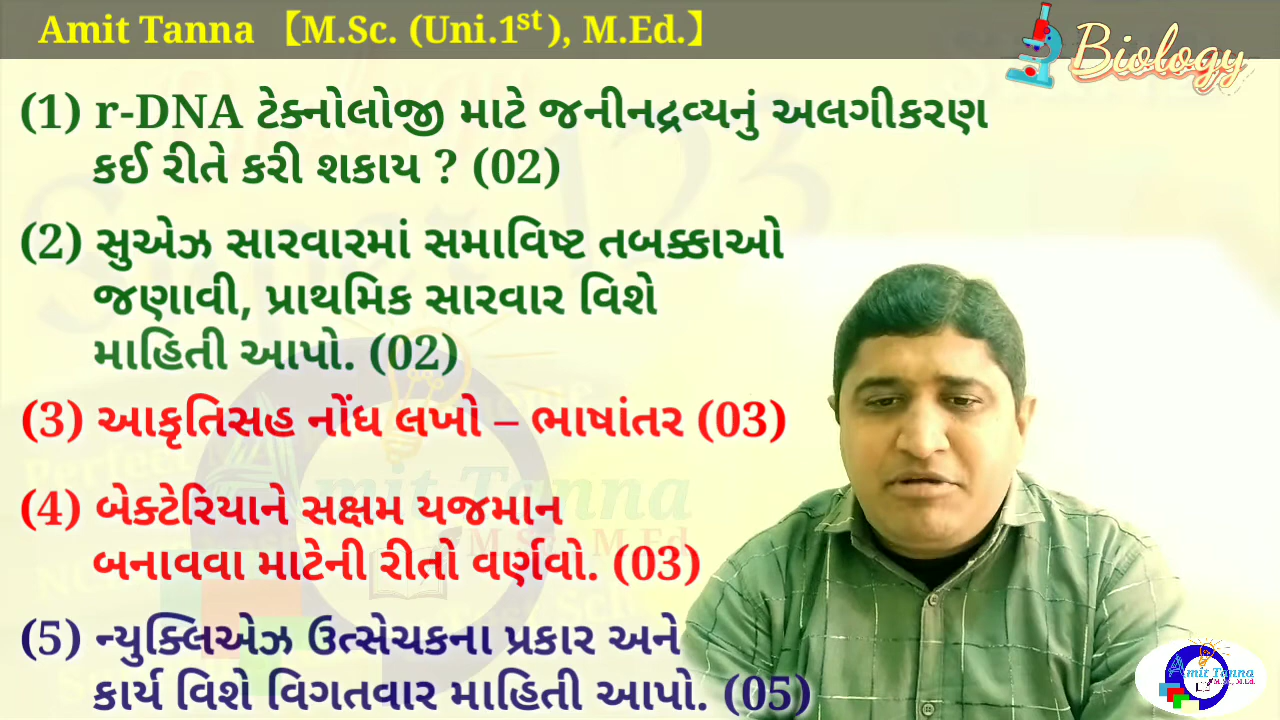 Amit Tanna 【M.Sc. (Uni.1st), M.Ed.】
Biology
(1) r-DNA ટેક્નોલોજી માટે જનીનદ્રવ્યનું અલગીકરણ
કઈ રીતે કરી શકાય ? (02)
(2) સુએઝ સારવારમાં સમાવિષ્ટ તબક્કાઓ
જણાવી, પ્રાથમિક સારવાર વિશે
માહિતી આપો. (02)
(3) આકૃતિસહ નોંધ લખો – ભાષાંતર (03)
(4) બેક્ટેરિયાને સક્ષમ યજમાન
બનાવવા માટેની રીતો વર્ણવો. (03)
(5) ન્યુક્લિએઝ ઉત્સેચકના પ્રકાર અને
કાર્ય વિશે વિગતવાર માહિતી આપો. (05)
Amit Tanna
M.Sc., M.Ed.